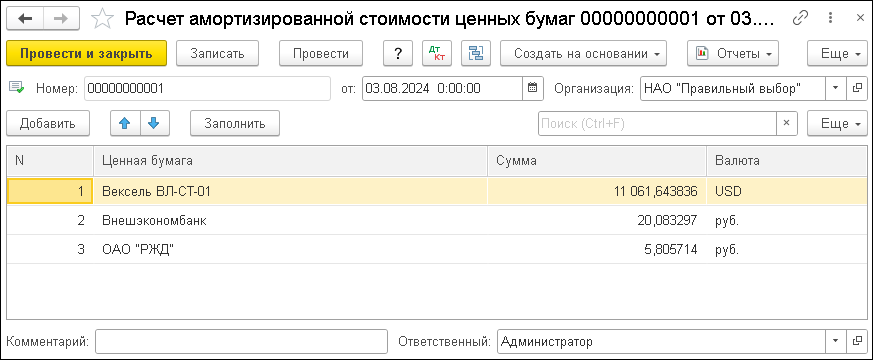 Расчет амортизированной стоимости ценных бумаг 00000000001 от 03....
Провести и закрыть Записать Провести ? Дт Кт Создать на основании Отчеты Еще
Номер: 00000000001 от: 03.08.2024 0:00:00 Организация: НАО "Правильный выбор"
Добавить Заполнить Поиск (Ctrl+F) × Еще
N Ценная бумага Сумма Валюта
1 Вексель ВЛ-СТ-01 11 061,643836 USD
2 Внешэкономбанк 20,083297 руб.
3 ОАО "РЖД" 5,805714 руб.
Комментарий: Ответственный: Администратор